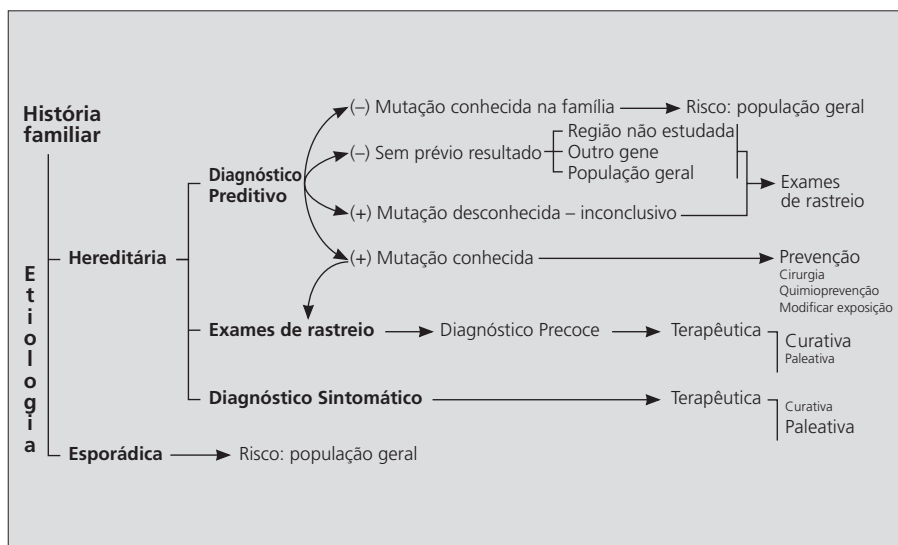 História
familiar
Etiologia
Hereditária
Diagnóstico
Preditivo
(–) Mutação conhecida na família
Risco: população geral
(–) Sem prévio resultado
Região não estudada
Outro gene
População geral
(+) Mutação desconhecida – inconclusivo
Exames
de rastreio
(+) Mutação conhecida
Prevenção
Cirurgia
Quimioprevenção
Modificar exposição
Exames de rastreio
Diagnóstico Precoce
Terapêutica
Curativa
Paleativa
Diagnóstico Sintomático
Terapêutica
Curativa
Paleativa
Esporádica
Risco: população geral